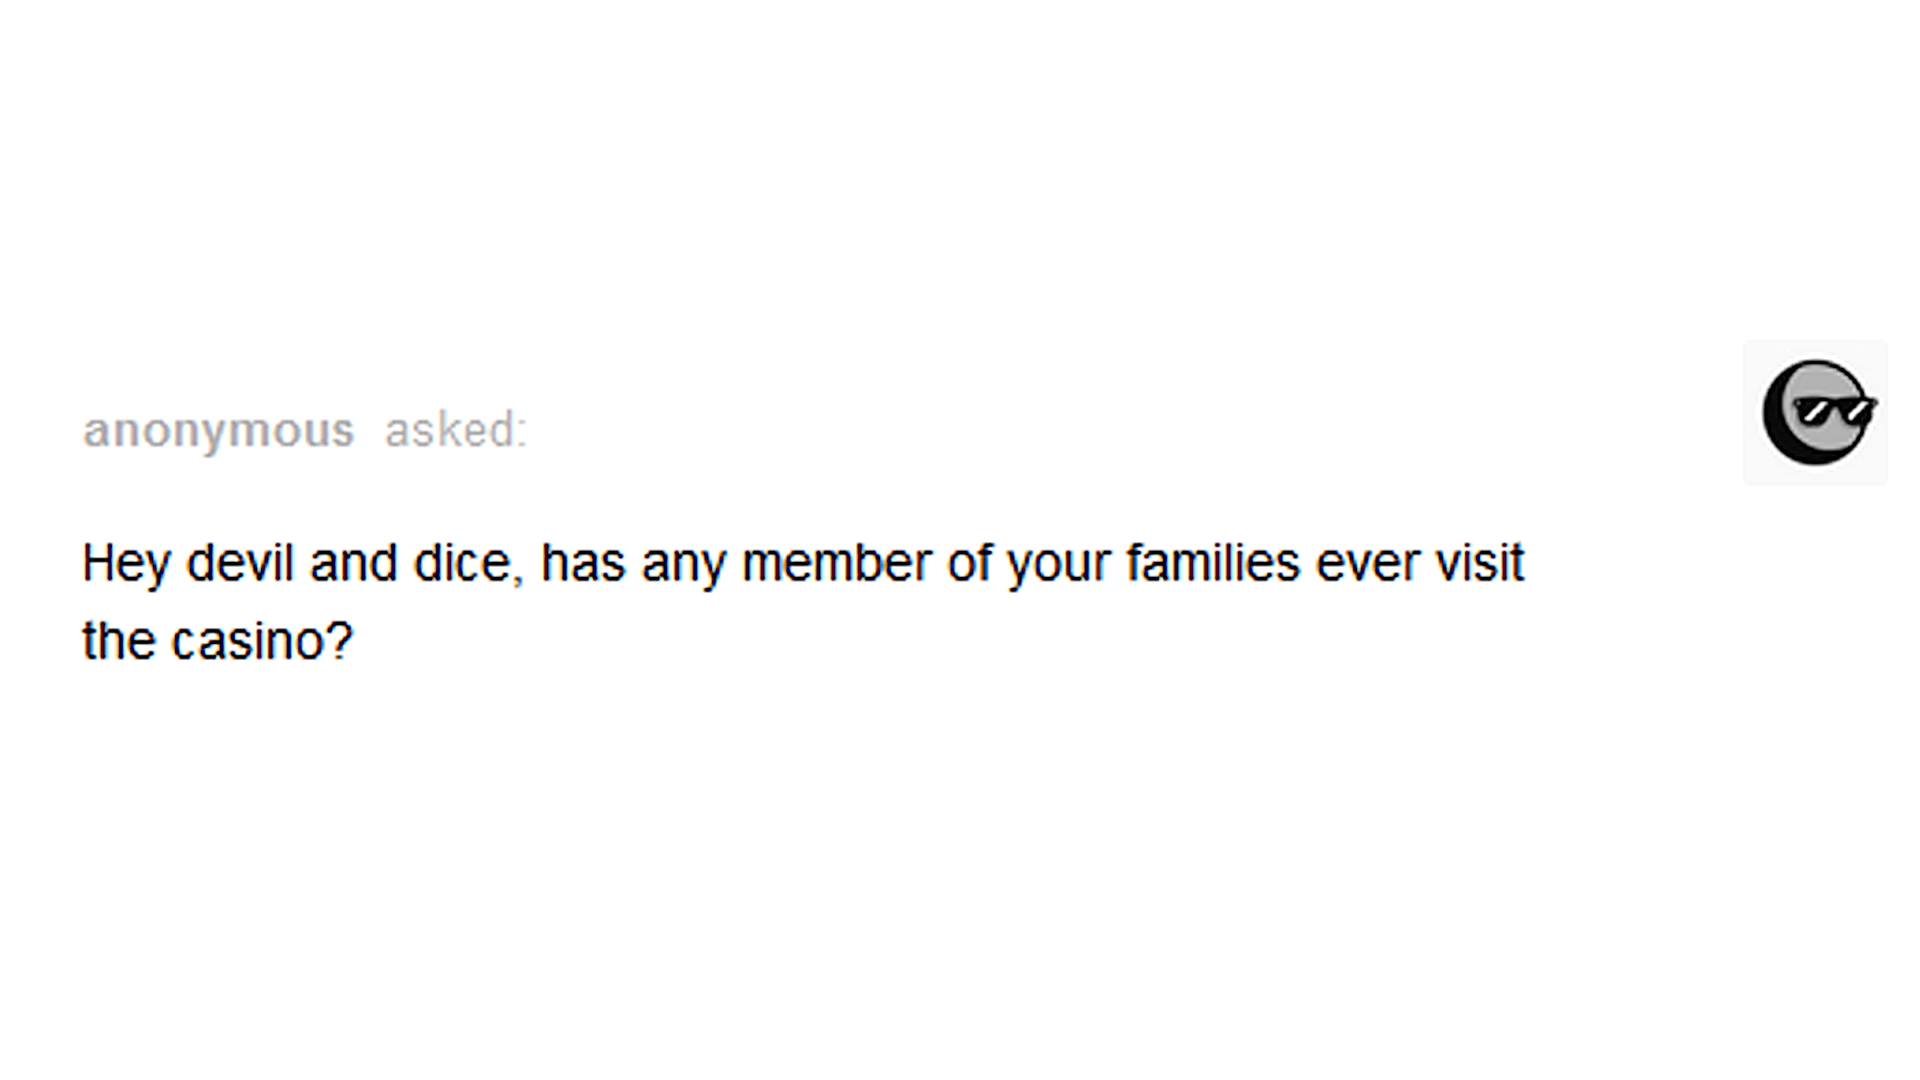 anonymous asked:
Hey devil and dice, has any member of your families ever visit
the casino?